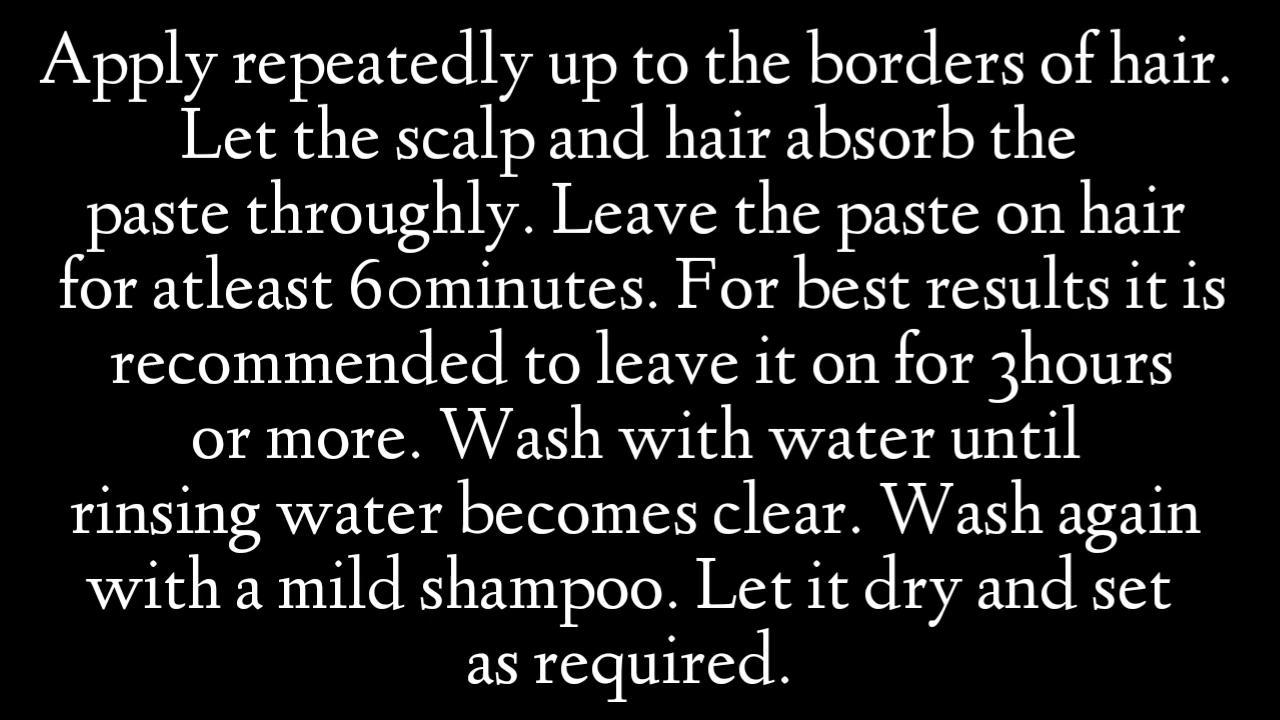 Apply repeatedly up to the borders of hair.
Let the scalp and hair absorb the
paste throughly. Leave the paste on hair
for atleast 60minutes. For best results it is
recommended to leave it on for 3hours
or more. Wash with water until
rinsing water becomes clear. Wash again
with a mild shampoo. Let it dry and set
as required.